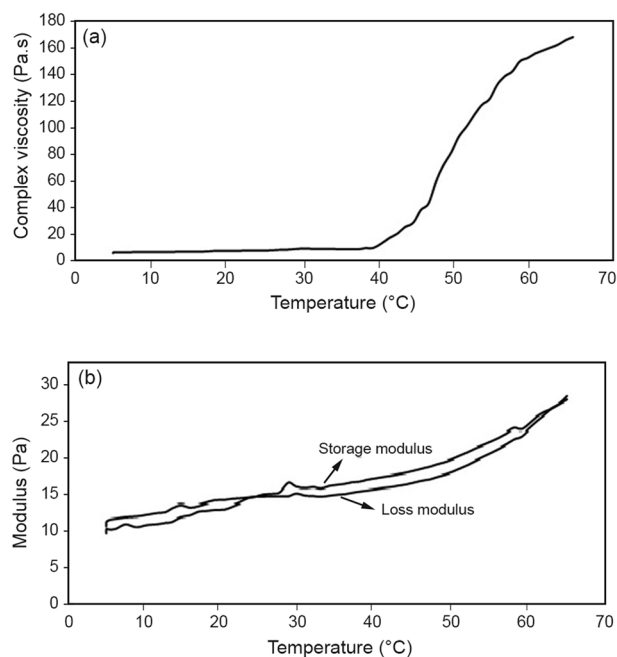 (a)
Complex viscosity (Pa.s)
180
160
140
120
100
80
60
40
20
0
0 10 20 30 40 50 60 70
Temperature (°C)
(b)
Modulus (Pa)
30
25
20
15
10
5
0
Storage modulus
Loss modulus
0 10 20 30 40 50 60 70
Temperature (°C)